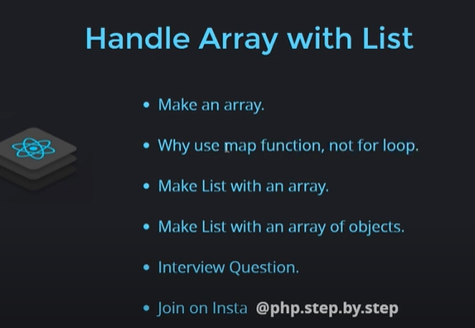 Handle Array with List
• Make an array.
• Why use map function, not for loop.
• Make List with an array.
• Make List with an array of objects.
• Interview Question.
• Join on Insta @php.step.by.step